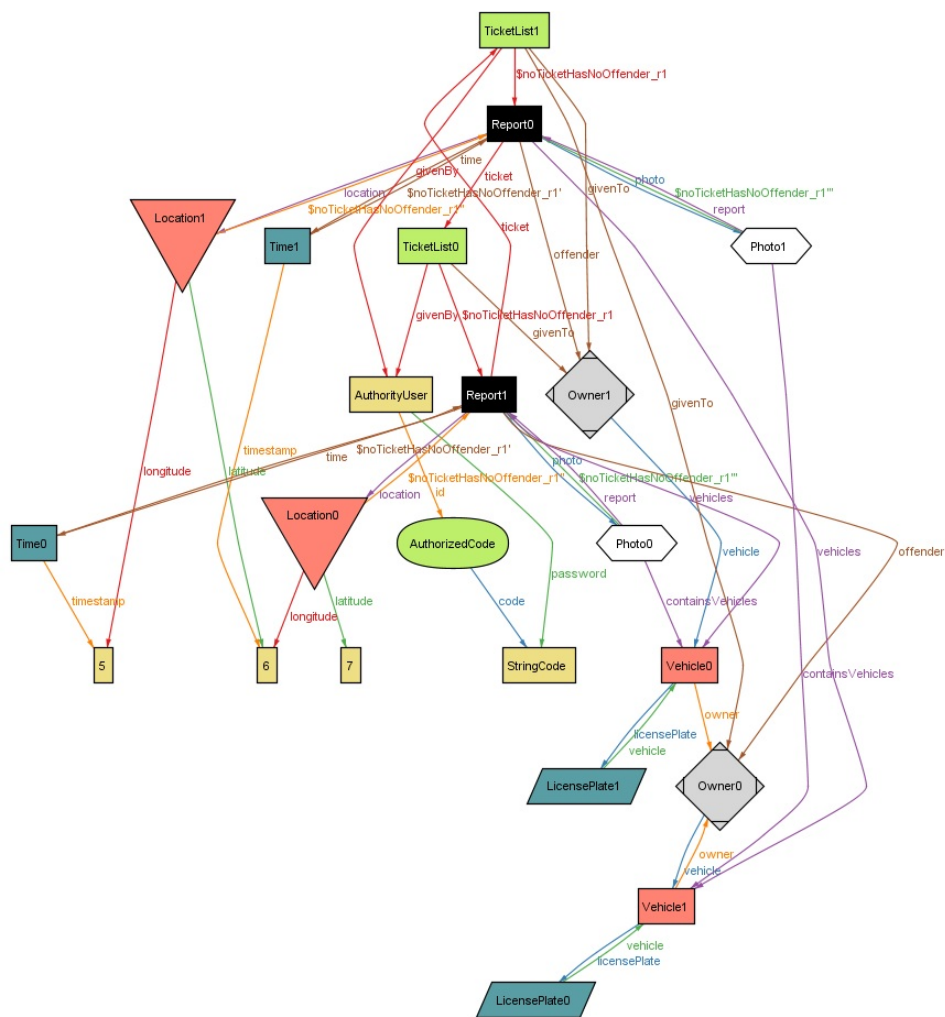 TicketList1
$noTicketHasNoOffender_r1
Report0
givenBy
time
ticket
photo
location
$noTicketHasNoOffender_r1'
givenTo
$noTicketHasNoOffender_r1'''
$noTicketHasNoOffender_r1''
report
Location1
ticket
Time1
TicketList0
offender
Photo1
givenBy
$noTicketHasNoOffender_r1
givenTo
AuthorityUser
Report1
Owner1
givenTo
timestamp
time
$noTicketHasNoOffender_r1'
photo
longitude
latitude
$noTicketHasNoOffender_r1''
$noTicketHasNoOffender_r1'''
id
location
report
vehicles
Location0
Time0
AuthorizedCode
Photo0
vehicle
vehicles
offender
password
timestamp
code
latitude
containsVehicles
longitude
5
6
7
StringCode
Vehicle0
containsVehicles
owner
licensePlate
vehicle
LicensePlate1
Owner0
owner
vehicle
Vehicle1
vehicle
licensePlate
LicensePlate0